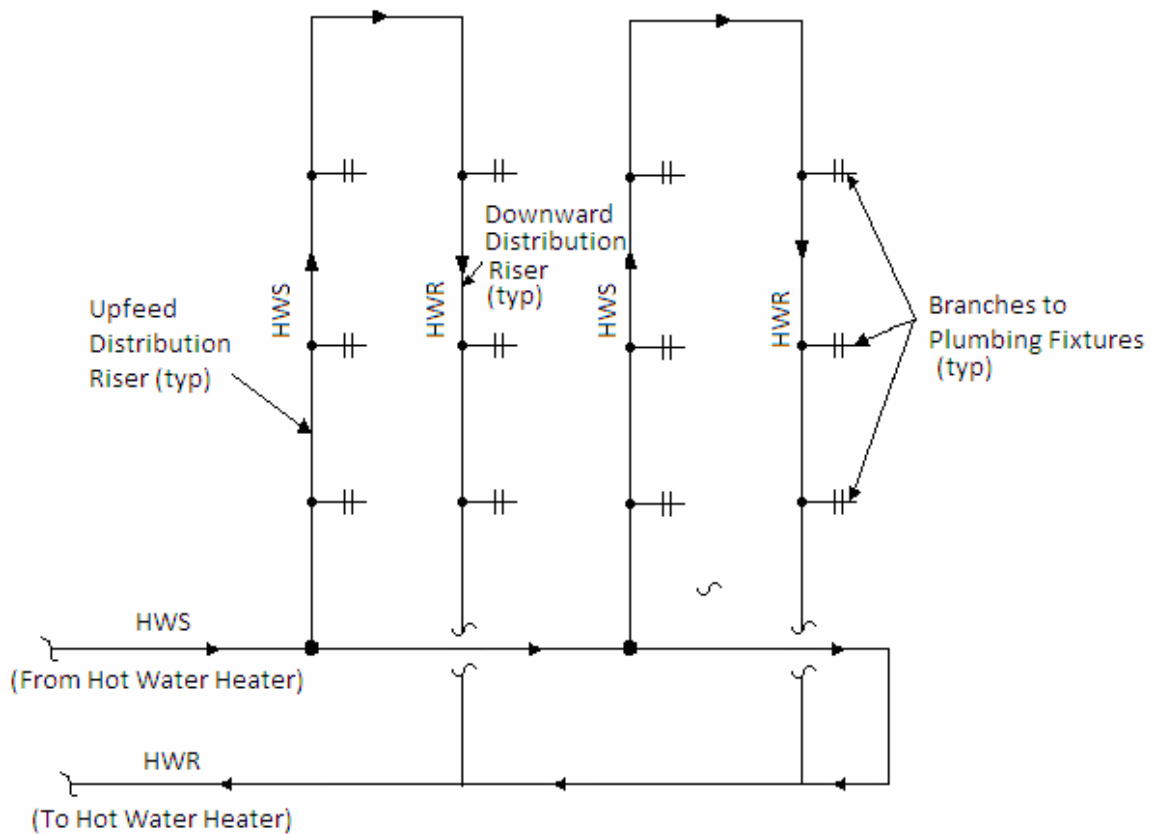 Downward
Distribution
Riser
(typ)
HWS
HWR
HWS
HWR
Upfeed
Distribution
Riser (typ)
Branches to
Plumbing Fixtures
(typ)
HWS
(From Hot Water Heater)
HWR
(To Hot Water Heater)